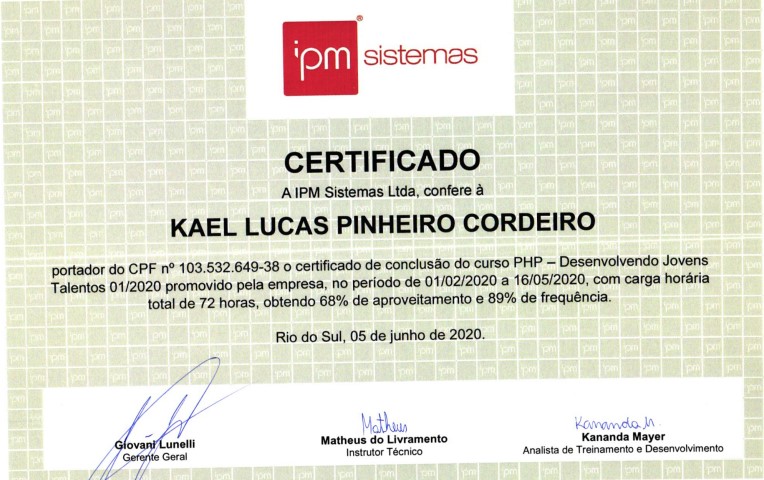 ipm sistemas
CERTIFICADO
A IPM Sistemas Ltda, confere à
KAEL LUCAS PINHEIRO CORDEIRO
portador do CPF nº 103.532.649-38 o certificado de conclusão do curso PHP – Desenvolvendo Jovens
Talentos 01/2020 promovido pela empresa, no período de 01/02/2020 a 16/05/2020, com carga horária
total de 72 horas, obtendo 68% de aproveitamento e 89% de frequência.
Rio do Sul, 05 de junho de 2020.
Giovani Lunelli
Gerente Geral
Matheus
Matheus do Livramento
Instrutor Técnico
Kananda M.
Kananda Mayer
Analista de Treinamento e Desenvolvimento